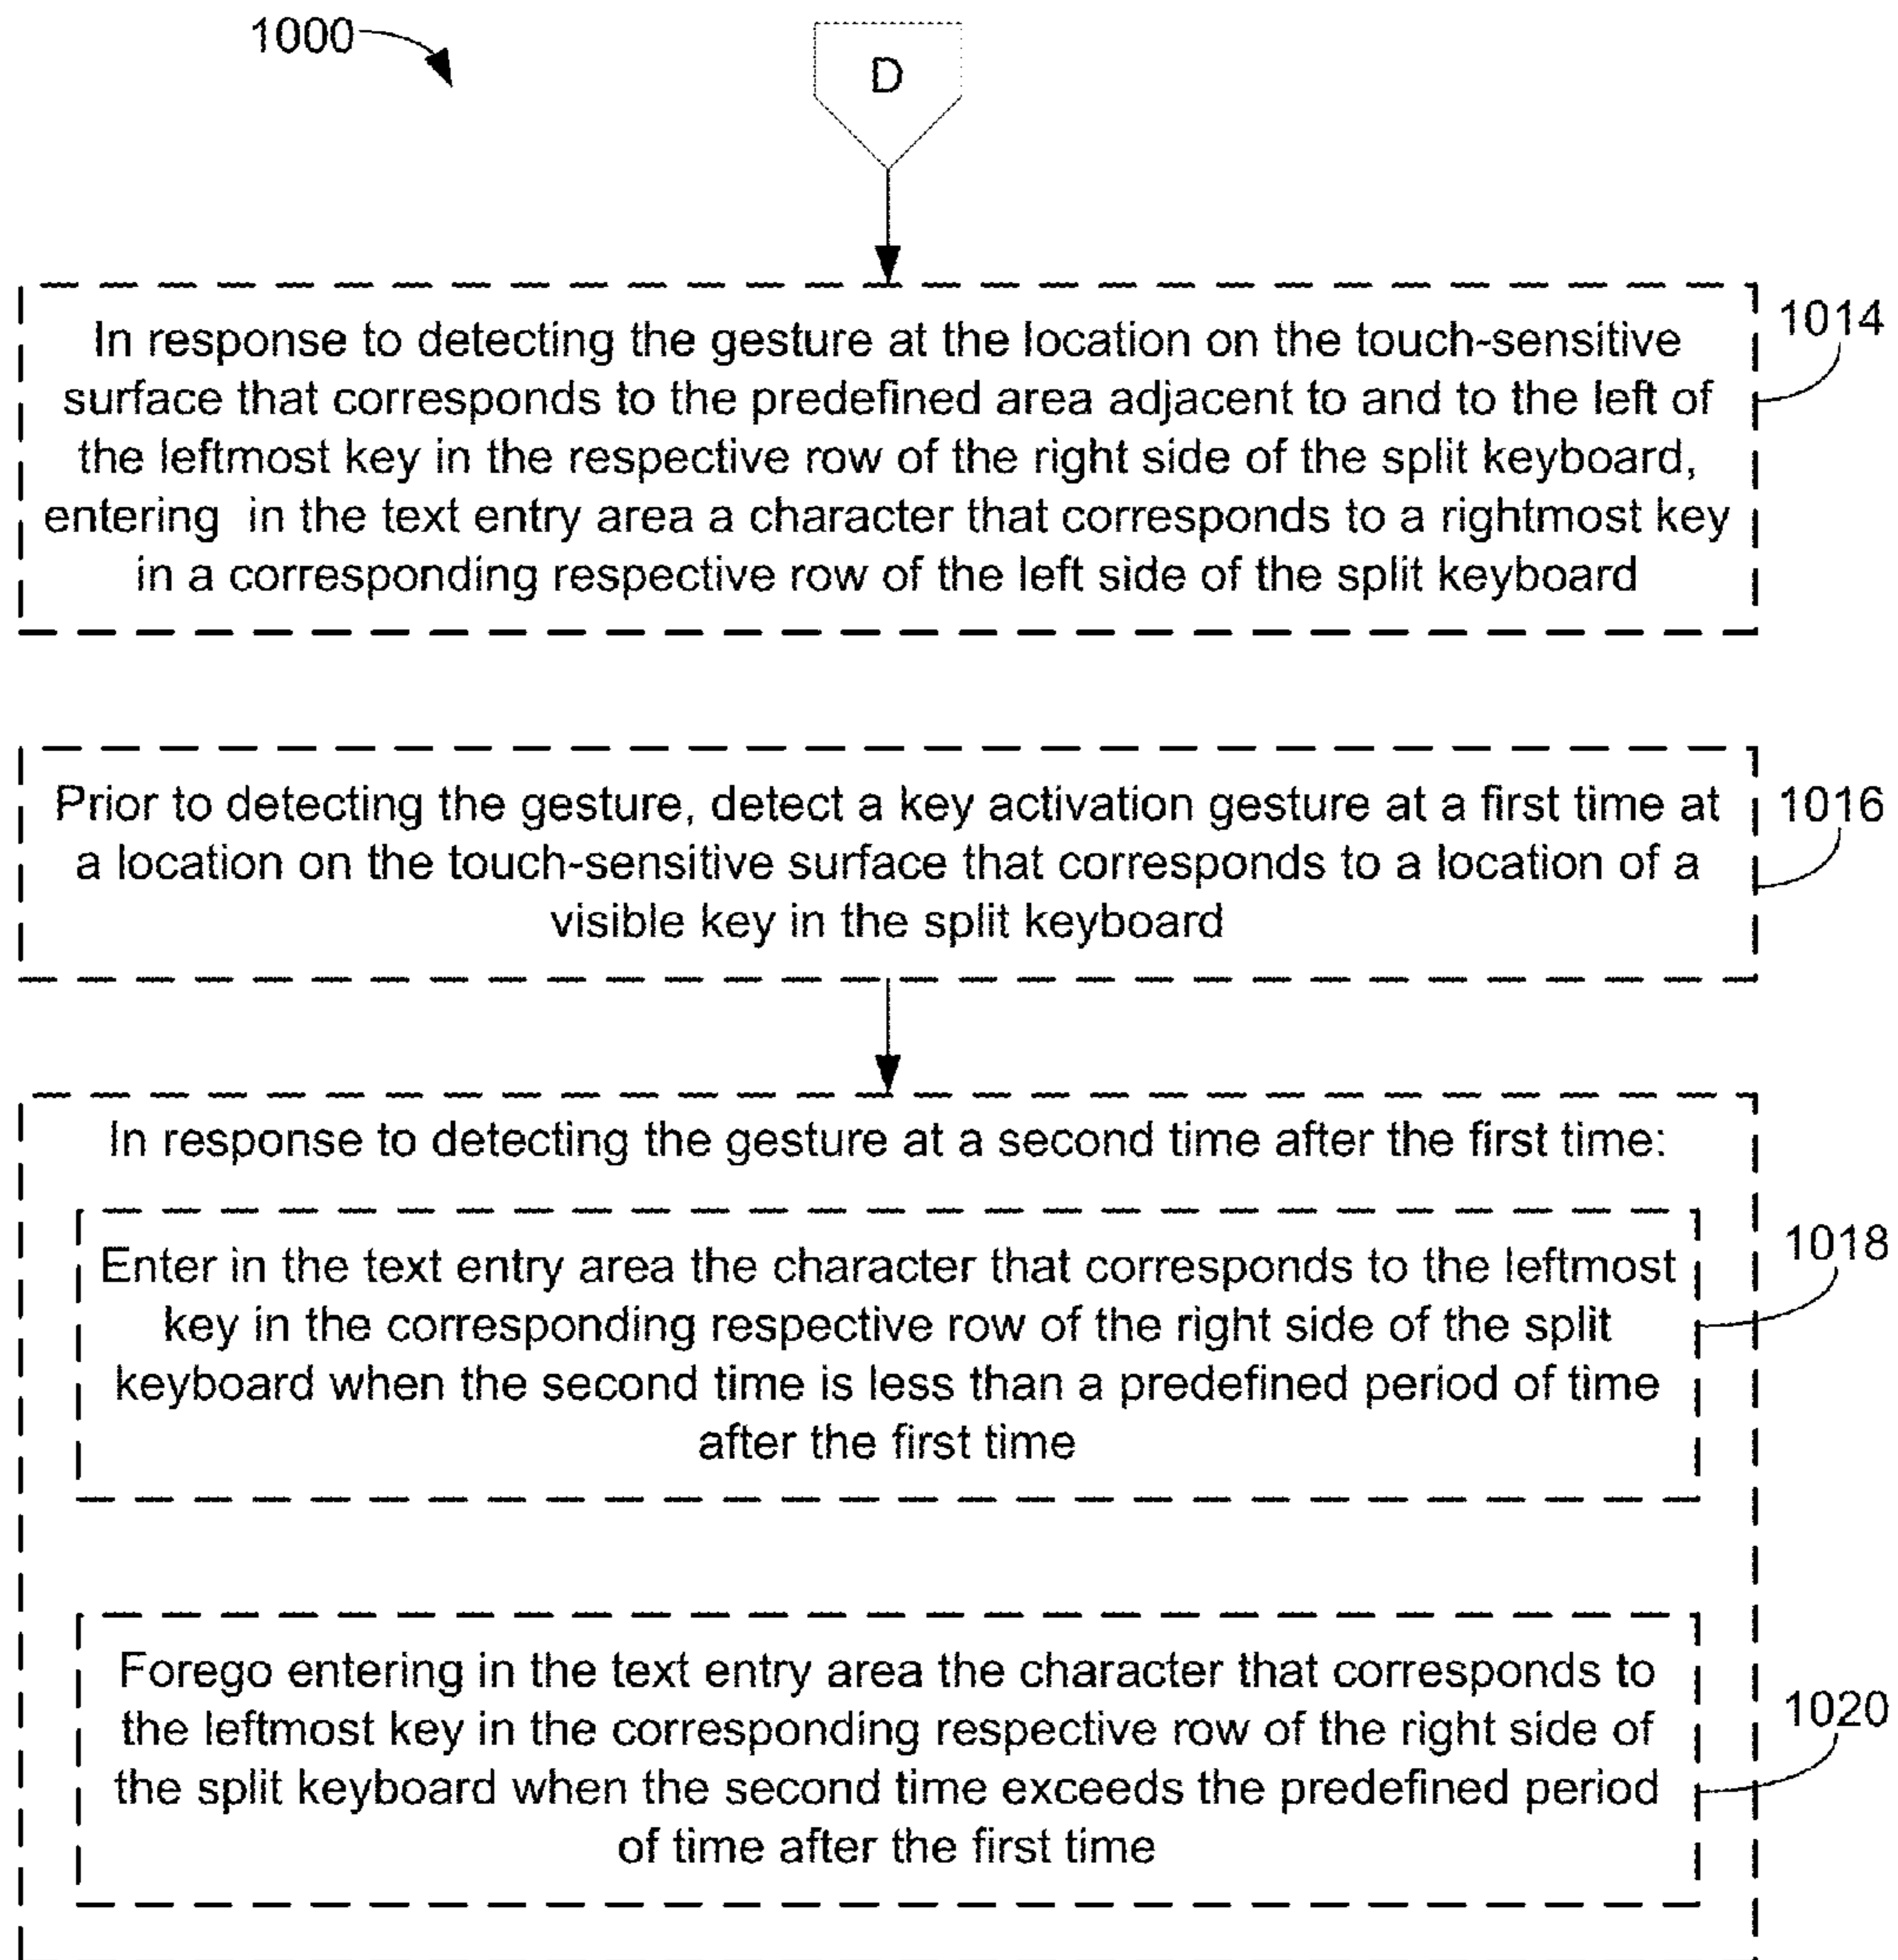 1000
D
In response to detecting the gesture at the location on the touch-sensitive
surface that corresponds to the predefined area adjacent to and to the left of
the leftmost key in the respective row of the right side of the split keyboard,
entering in the text entry area a character that corresponds to a rightmost key
in a corresponding respective row of the left side of the split keyboard
1014
Prior to detecting the gesture, detect a key activation gesture at a first time at
a location on the touch-sensitive surface that corresponds to a location of a
visible key in the split keyboard
1016
In response to detecting the gesture at a second time after the first time:
Enter in the text entry area the character that corresponds to the leftmost
key in the corresponding respective row of the right side of the split
keyboard when the second time is less than a predefined period of time
after the first time
1018
Forego entering in the text entry area the character that corresponds to
the leftmost key in the corresponding respective row of the right side of
the split keyboard when the second time exceeds the predefined period
of time after the first time
1020